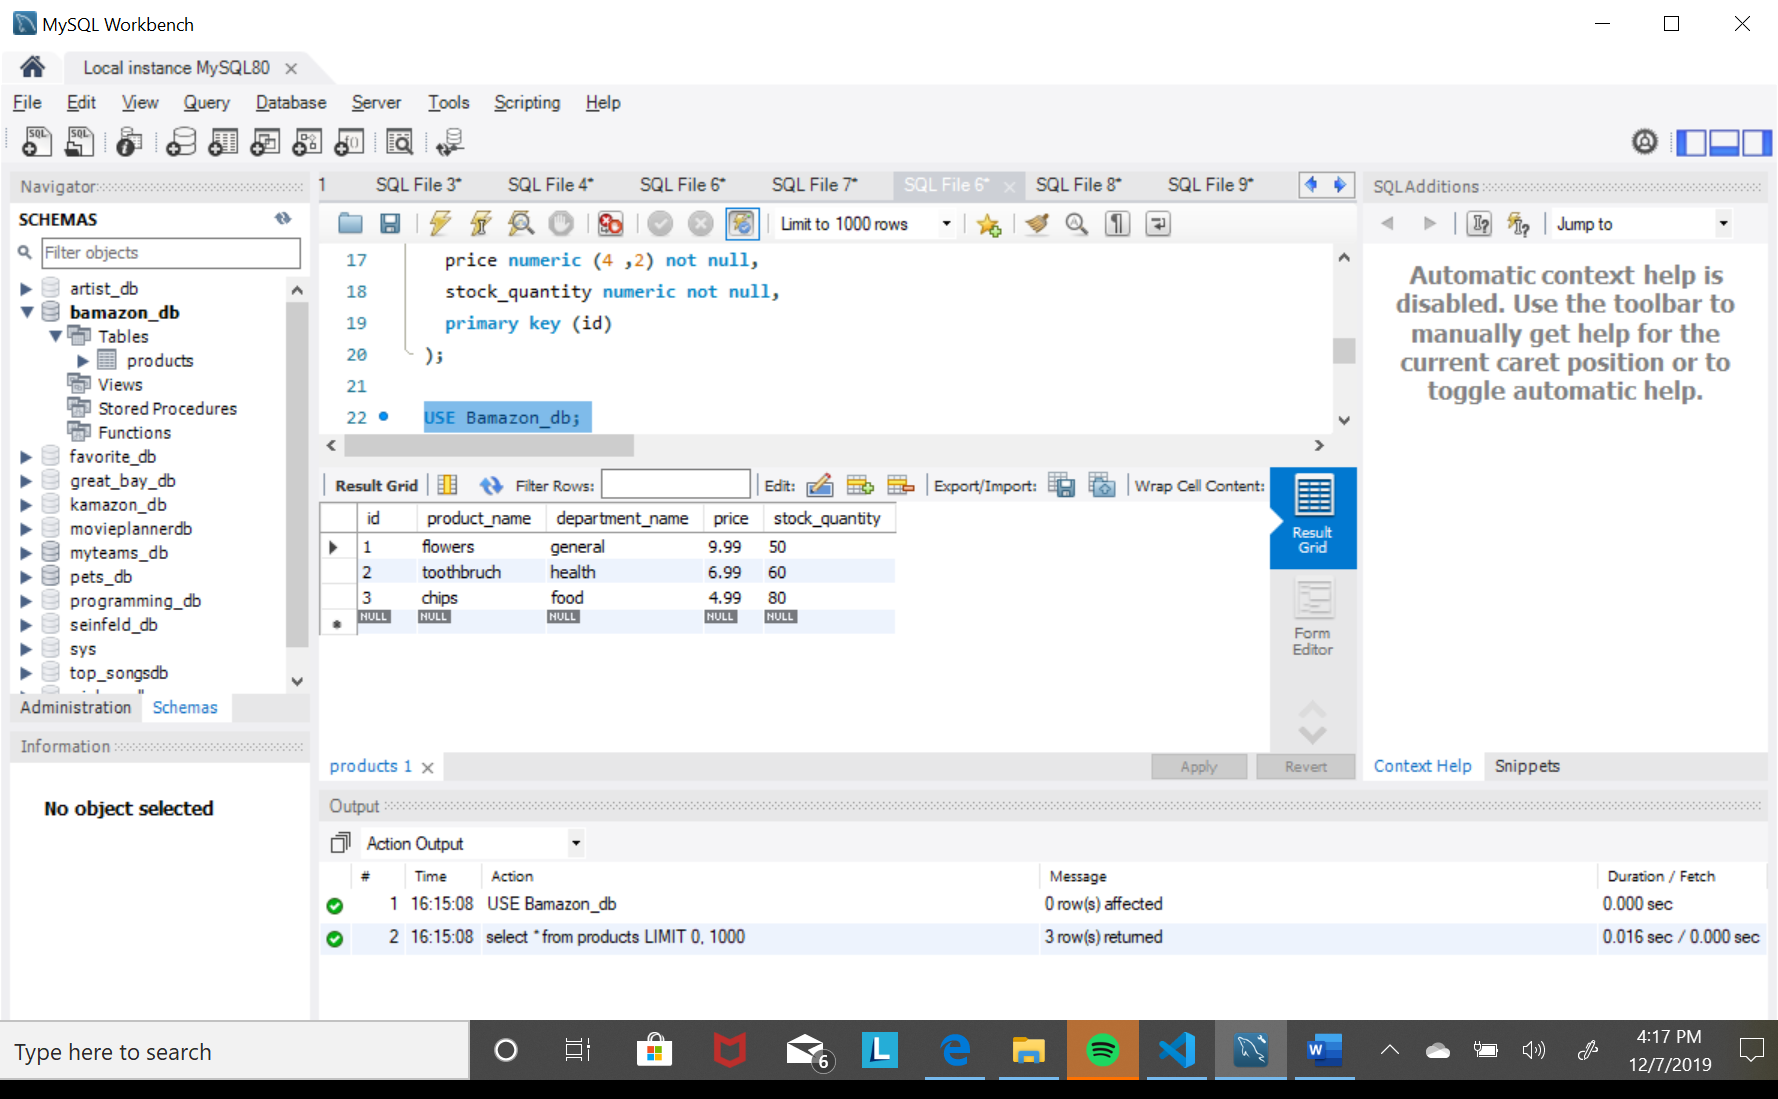 MySQL Workbench
Local instance MySQL80
File Edit View Query Database Server Tools Scripting Help
Navigator
SCHEMAS
Filter objects
artist_db
bamazon_db
Tables
products
Views
Stored Procedures
Functions
favorite_db
great_bay_db
kamazon_db
movieplannerdb
myteams_db
pets_db
programming_db
seinfeld_db
sys
top_songsdb
Administration Schemas
Information
No object selected
1 SQL File 3* SQL File 4* SQL File 6* SQL File 7* SQL File 6* SQL File 8* SQL File 9*
Limit to 1000 rows
17 price numeric (4 ,2) not null,
18 stock_quantity numeric not null,
19 primary key (id)
20 );
21
22 USE Bamazon_db;
Result Grid Filter Rows: Edit: Export/Import: Wrap Cell Content:
id product_name department_name price stock_quantity
1 flowers general 9.99 50
2 toothbruch health 6.99 60
3 chips food 4.99 80
NULL NULL NULL NULL NULL
Result
Grid
Form
Editor
products 1
Apply Revert
SQLAdditions
Jump to
Automatic context help is
disabled. Use the toolbar to
manually get help for the
current caret position or to
toggle automatic help.
Context Help Snippets
Output
Action Output
# Time Action Message Duration / Fetch
1 16:15:08 USE Bamazon_db 0 row(s) affected 0.000 sec
2 16:15:08 select * from products LIMIT 0, 1000 3 row(s) returned 0.016 sec / 0.000 sec
Type here to search
6
L
W
4:17 PM
12/7/2019